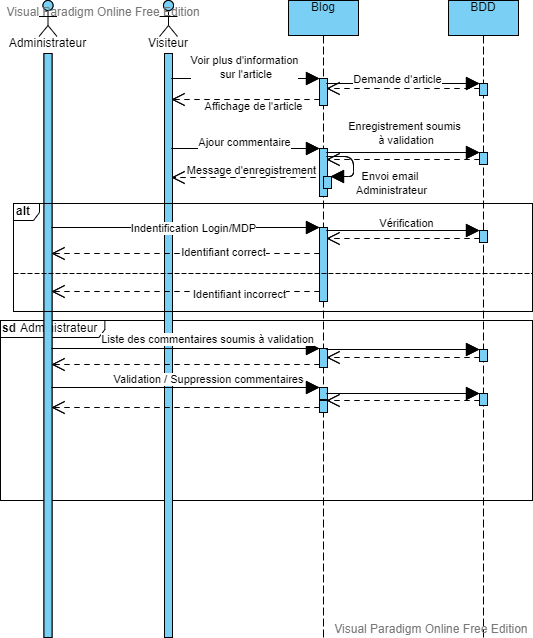 Visual Paradigm Online Free Edition
Blog
BDD
Administrateur
Visiteur
Voir plus d'information
sur l'article
Demande d'article
Affichage de l'article
Enregistrement soumis
à validation
Ajour commentaire
Message d'enregistrement
Envoi email
Administrateur
alt
Indentification Login/MDP
Vérification
Identifiant correct
Identifiant incorrect
sd Administrateur
Liste des commentaires soumis à validation
Validation / Suppression commentaires
Visual Paradigm Online Free Edition